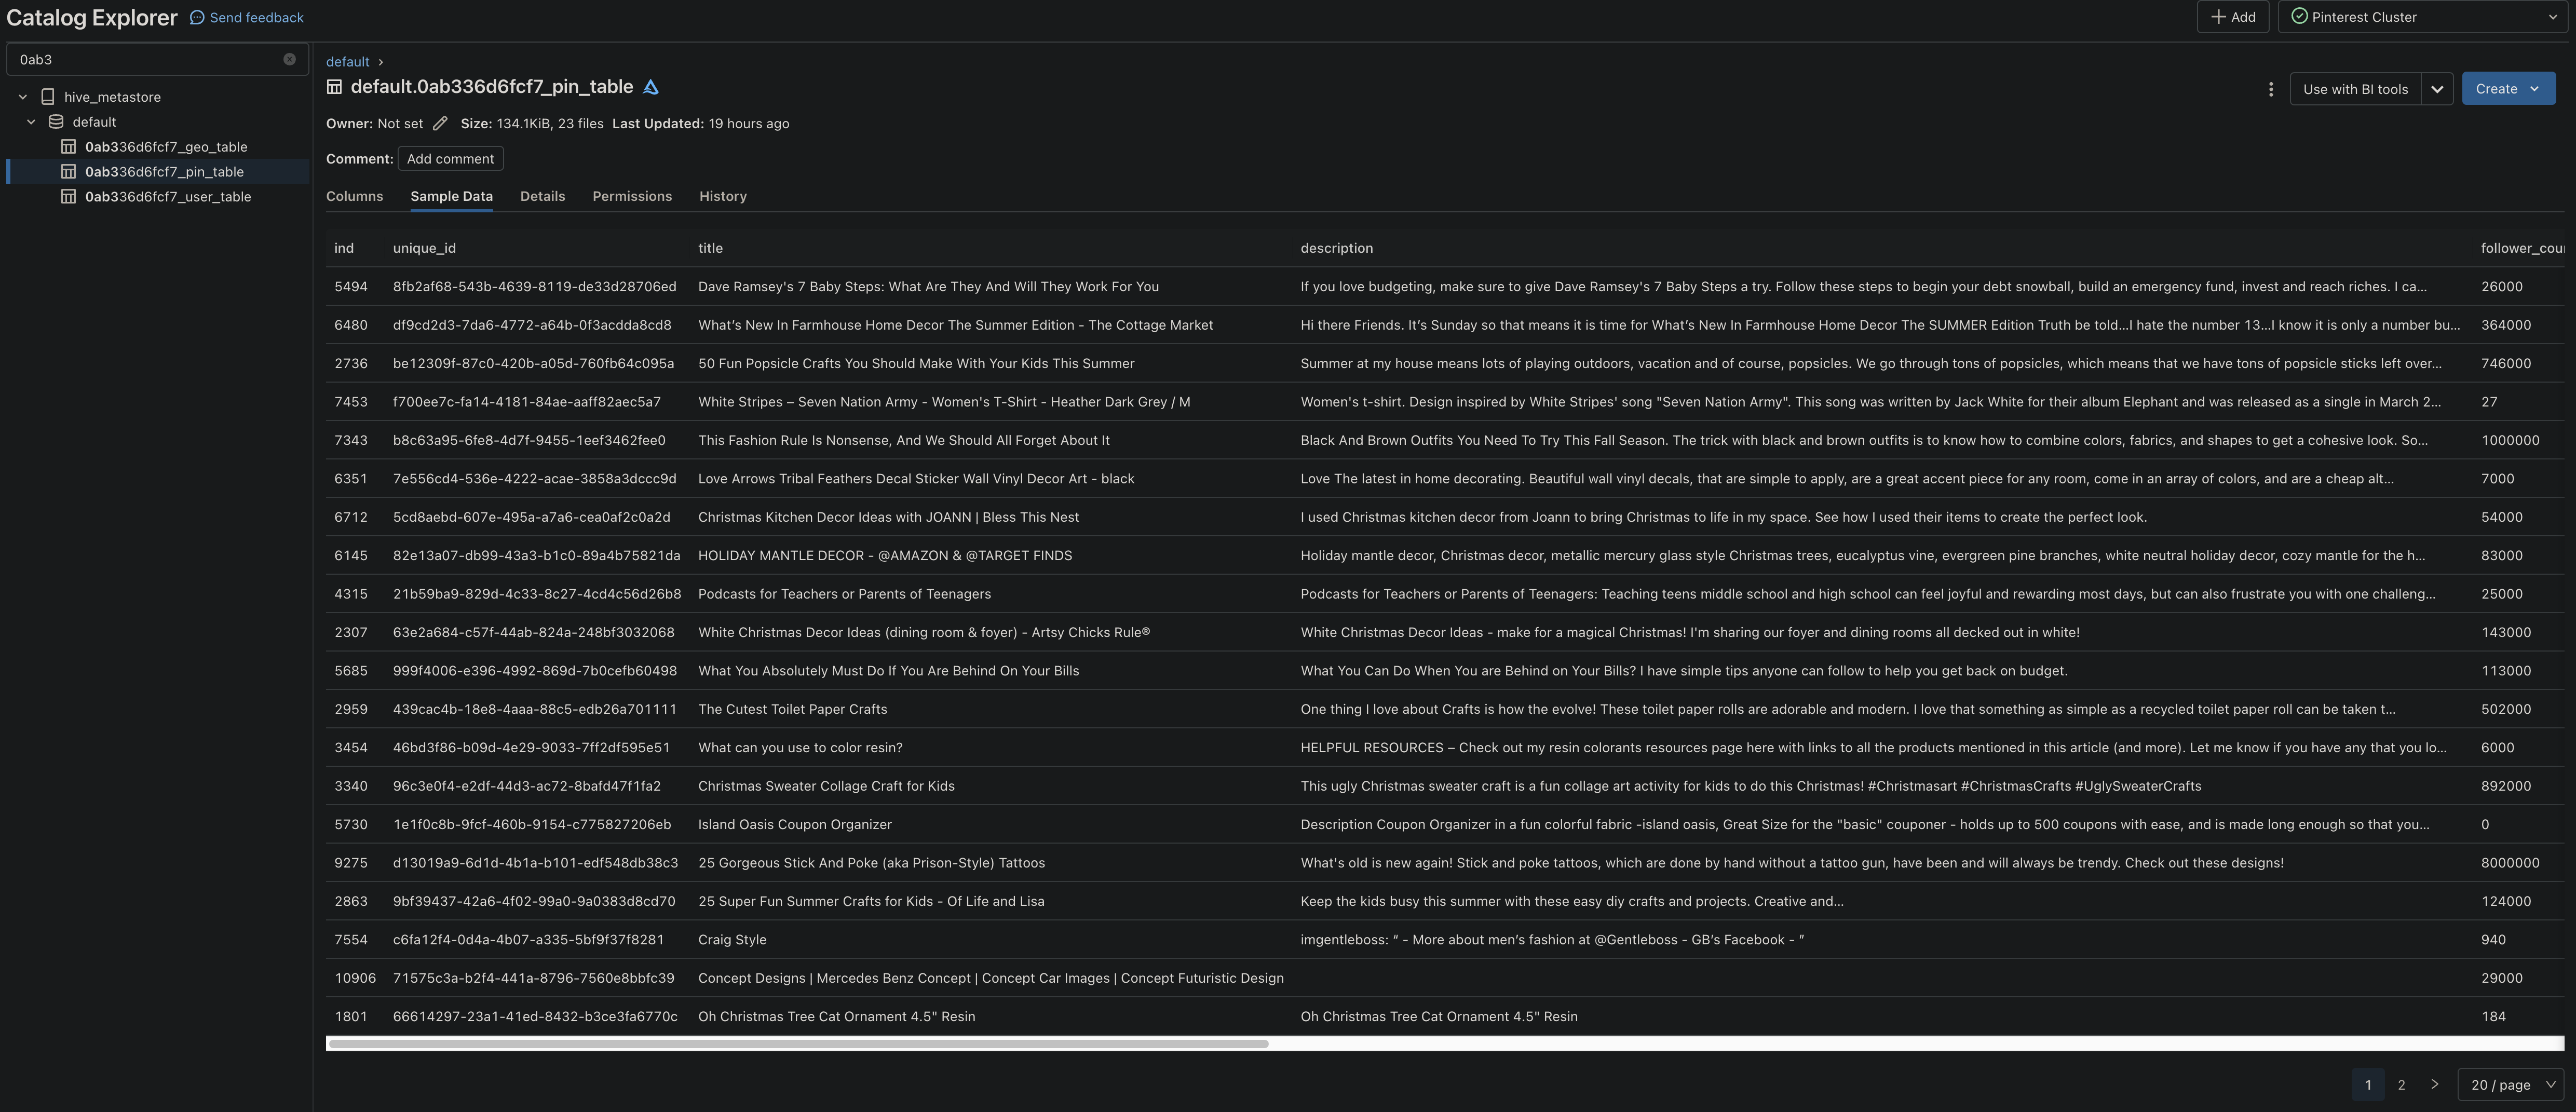 Catalog Explorer Send feedback
Add Pinterest Cluster
0ab3
hive_metastore
default
0ab336d6fcf7_geo_table
0ab336d6fcf7_pin_table
0ab336d6fcf7_user_table
default ›
default.0ab336d6fcf7_pin_table
Use with BI tools Create
Owner: Not set Size: 134.1KiB, 23 files Last Updated: 19 hours ago
Comment: Add comment
Columns Sample Data Details Permissions History
ind unique_id title description follower_cou
5494 8fb2af68-543b-4639-8119-de33d28706ed Dave Ramsey's 7 Baby Steps: What Are They And Will They Work For You If you love budgeting, make sure to give Dave Ramsey's 7 Baby Steps a try. Follow these steps to begin your debt snowball, build an emergency fund, invest and reach riches. I ca... 26000
6480 df9cd2d3-7da6-4772-a64b-0f3acdda8cd8 What’s New In Farmhouse Home Decor The Summer Edition - The Cottage Market Hi there Friends. It’s Sunday so that means it is time for What’s New In Farmhouse Home Decor The SUMMER Edition Truth be told…I hate the number 13…I know it is only a number bu... 364000
2736 be12309f-87c0-420b-a05d-760fb64c095a 50 Fun Popsicle Crafts You Should Make With Your Kids This Summer Summer at my house means lots of playing outdoors, vacation and of course, popsicles. We go through tons of popsicles, which means that we have tons of popsicle sticks left over... 746000
7453 f700ee7c-fa14-4181-84ae-aaff82aec5a7 White Stripes – Seven Nation Army - Women's T-Shirt - Heather Dark Grey / M Women's t-shirt. Design inspired by White Stripes' song "Seven Nation Army". This song was written by Jack White for their album Elephant and was released as a single in March 2... 27
7343 b8c63a95-6fe8-4d7f-9455-1eef3462fee0 This Fashion Rule Is Nonsense, And We Should All Forget About It Black And Brown Outfits You Need To Try This Fall Season. The trick with black and brown outfits is to know how to combine colors, fabrics, and shapes to get a cohesive look. So... 1000000
6351 7e556cd4-536e-4222-acae-3858a3dccc9d Love Arrows Tribal Feathers Decal Sticker Wall Vinyl Decor Art - black Love The latest in home decorating. Beautiful wall vinyl decals, that are simple to apply, are a great accent piece for any room, come in an array of colors, and are a cheap alt... 7000
6712 5cd8aebd-607e-495a-a7a6-cea0af2c0a2d Christmas Kitchen Decor Ideas with JOANN | Bless This Nest I used Christmas kitchen decor from Joann to bring Christmas to life in my space. See how I used their items to create the perfect look. 54000
6145 82e13a07-db99-43a3-b1c0-89a4b75821da HOLIDAY MANTLE DECOR - @AMAZON & @TARGET FINDS Holiday mantle decor, Christmas decor, metallic mercury glass style Christmas trees, eucalyptus vine, evergreen pine branches, white neutral holiday decor, cozy mantle for the h... 83000
4315 21b59ba9-829d-4c33-8c27-4cd4c56d26b8 Podcasts for Teachers or Parents of Teenagers Podcasts for Teachers or Parents of Teenagers: Teaching teens middle school and high school can feel joyful and rewarding most days, but can also frustrate you with one challeng... 25000
2307 63e2a684-c57f-44ab-824a-248bf3032068 White Christmas Decor Ideas (dining room & foyer) - Artsy Chicks Rule® White Christmas Decor Ideas - make for a magical Christmas! I'm sharing our foyer and dining rooms all decked out in white! 143000
5685 999f4006-e396-4992-869d-7b0cefb60498 What You Absolutely Must Do If You Are Behind On Your Bills What You Can Do When You are Behind on Your Bills? I have simple tips anyone can follow to help you get back on budget. 113000
2959 439cac4b-18e8-4aaa-88c5-edb26a701111 The Cutest Toilet Paper Crafts One thing I love about Crafts is how the evolve! These toilet paper rolls are adorable and modern. I love that something as simple as a recycled toilet paper roll can be taken t... 502000
3454 46bd3f86-b09d-4e29-9033-7ff2df595e51 What can you use to color resin? HELPFUL RESOURCES – Check out my resin colorants resources page here with links to all the products mentioned in this article (and more). Let me know if you have any that you lo... 6000
3340 96c3e0f4-e2df-44d3-ac72-8bafd47f1fa2 Christmas Sweater Collage Craft for Kids This ugly Christmas sweater craft is a fun collage art activity for kids to do this Christmas! #Christmasart #ChristmasCrafts #UglySweaterCrafts 892000
5730 1e1f0c8b-9fcf-460b-9154-c775827206eb Island Oasis Coupon Organizer Description Coupon Organizer in a fun colorful fabric -island oasis, Great Size for the "basic" couponer - holds up to 500 coupons with ease, and is made long enough so that you... 0
9275 d13019a9-6d1d-4b1a-b101-edf548db38c3 25 Gorgeous Stick And Poke (aka Prison-Style) Tattoos What's old is new again! Stick and poke tattoos, which are done by hand without a tattoo gun, have been and will always be trendy. Check out these designs! 8000000
2863 9bf39437-42a6-4f02-99a0-9a0383d8cd70 25 Super Fun Summer Crafts for Kids - Of Life and Lisa Keep the kids busy this summer with these easy diy crafts and projects. Creative and... 124000
7554 c6fa12f4-0d4a-4b07-a335-5bf9f37f8281 Craig Style imgentleboss: “ - More about men’s fashion at @Gentleboss - GB’s Facebook - ” 940
10906 71575c3a-b2f4-441a-8796-7560e8bbfc39 Concept Designs | Mercedes Benz Concept | Concept Car Images | Concept Futuristic Design 29000
1801 66614297-23a1-41ed-8432-b3ce3fa6770c Oh Christmas Tree Cat Ornament 4.5" Resin Oh Christmas Tree Cat Ornament 4.5" Resin 184
1 2 20 / page